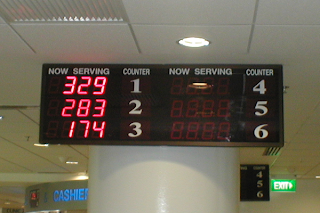 NOW SERVING COUNTER NOW SERVING COUNTER
329 1 4
283 2 5
174 3 6
CASHIER
4
5
6
EXIT